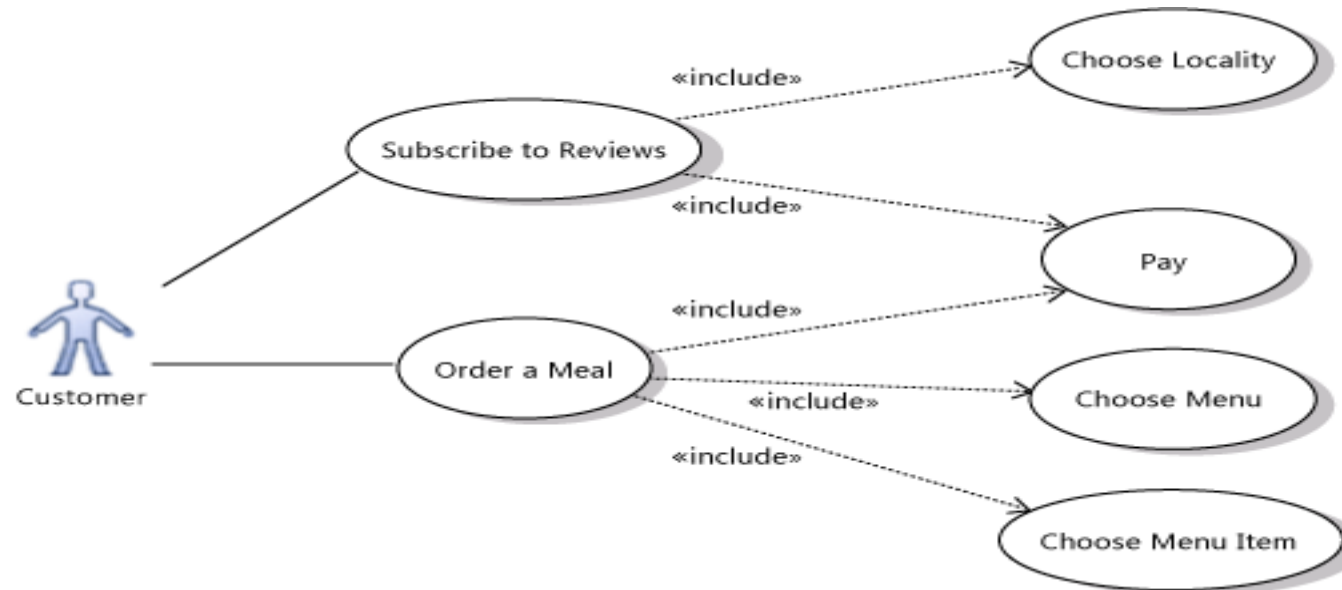 Choose Locality
«include»
Subscribe to Reviews
«include»
Pay
«include»
Order a Meal
Customer
Choose Menu
«include»
«include»
Choose Menu Item